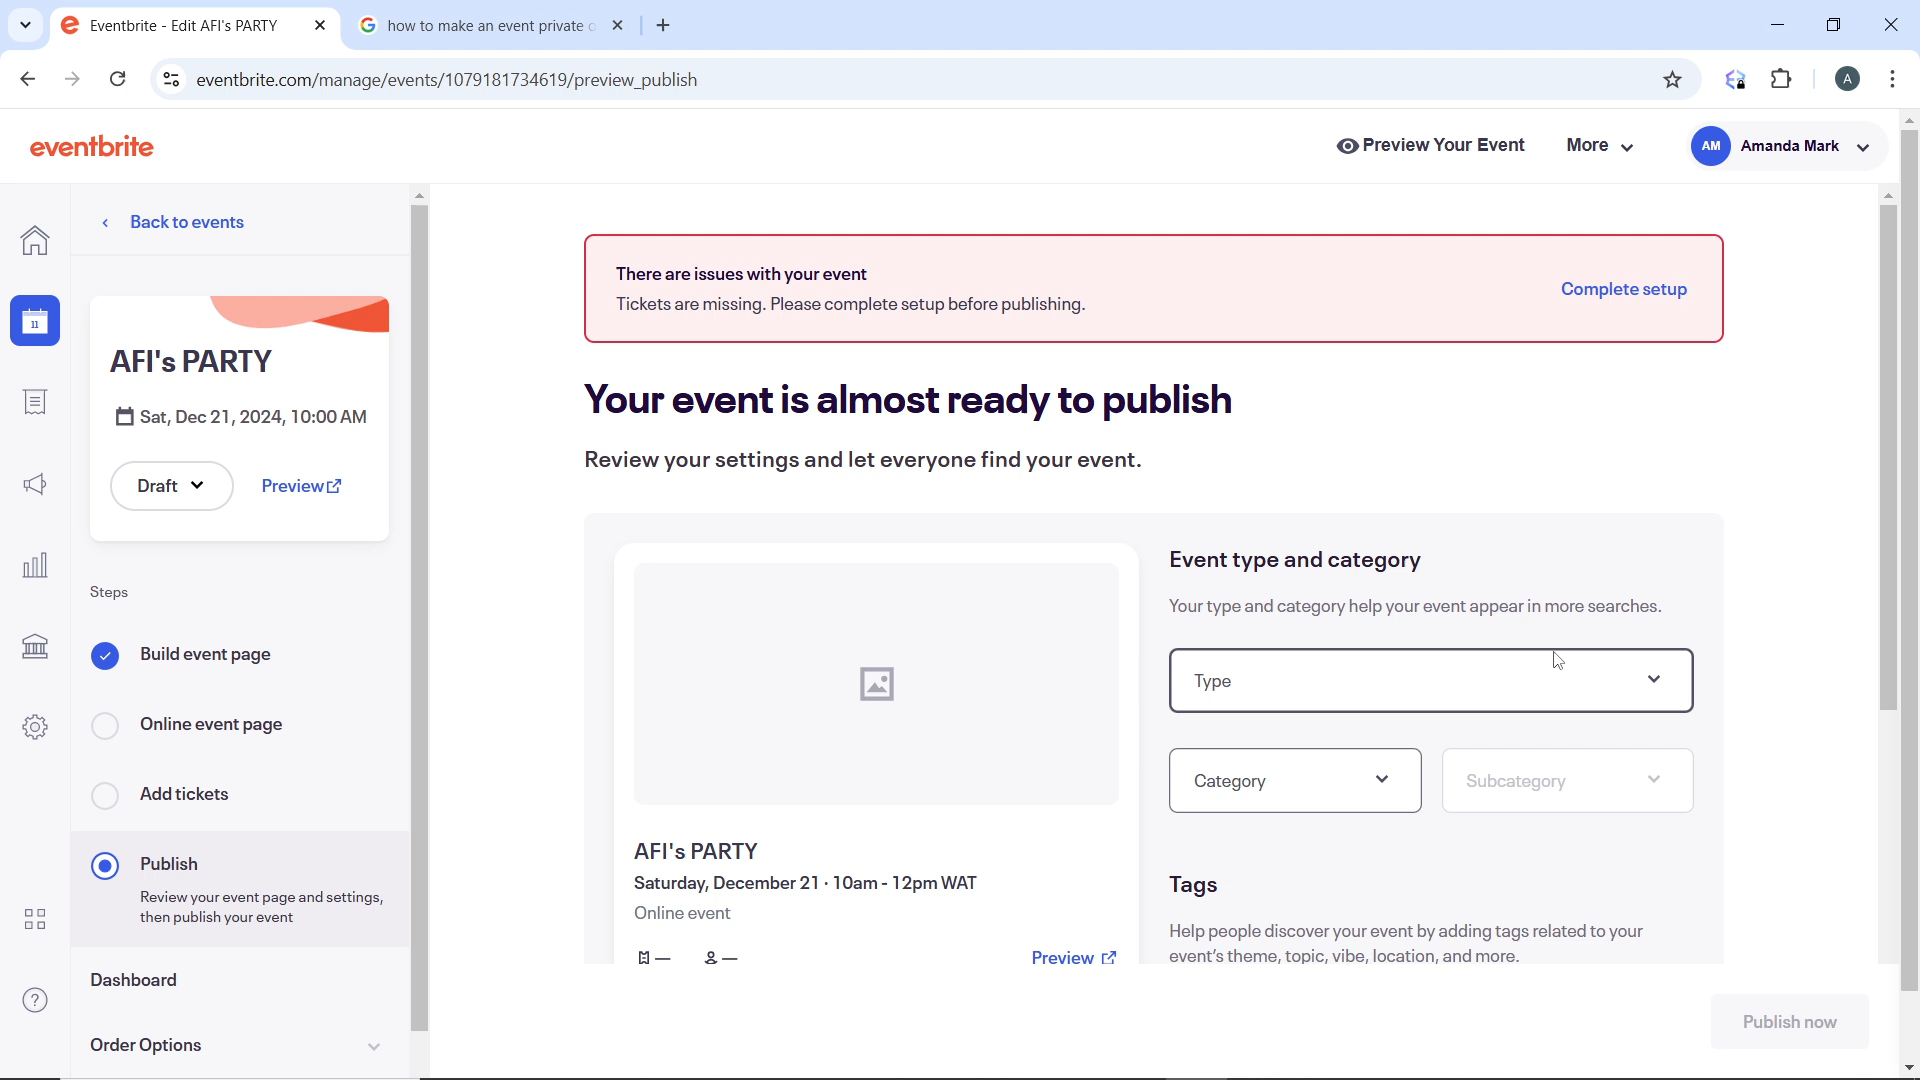 Eventbrite - Edit AFI's PARTY
how to make an event private
eventbrite.com/manage/events/1079181734619/preview_publish
A
eventbrite
Preview Your Event
More
AM
Amanda Mark
Back to events
11
AFI's PARTY
Sat, Dec 21, 2024, 10:00 AM
Draft
Preview
Steps
Build event page
Online event page
Add tickets
Publish
Review your event page and settings,
then publish your event
Dashboard
Order Options
There are issues with your event
Tickets are missing. Please complete setup before publishing.
Complete setup
Your event is almost ready to publish
Review your settings and let everyone find your event.
AFI's PARTY
Saturday, December 21 · 10am - 12pm WAT
Online event
Preview
Event type and category
Your type and category help your event appear in more searches.
Type
Category
Subcategory
Tags
Help people discover your event by adding tags related to your
event's theme, topic, vibe, location, and more.
Publish now